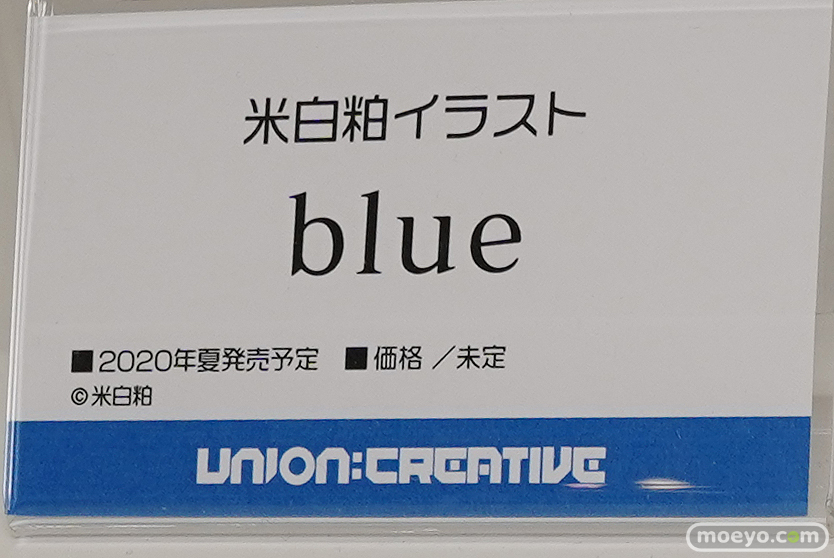 米白粕イラスト
blue
■2020年夏発売予定 ■価格 ／未定
©米白粕
UNION:CREATIVE
moeyo.com